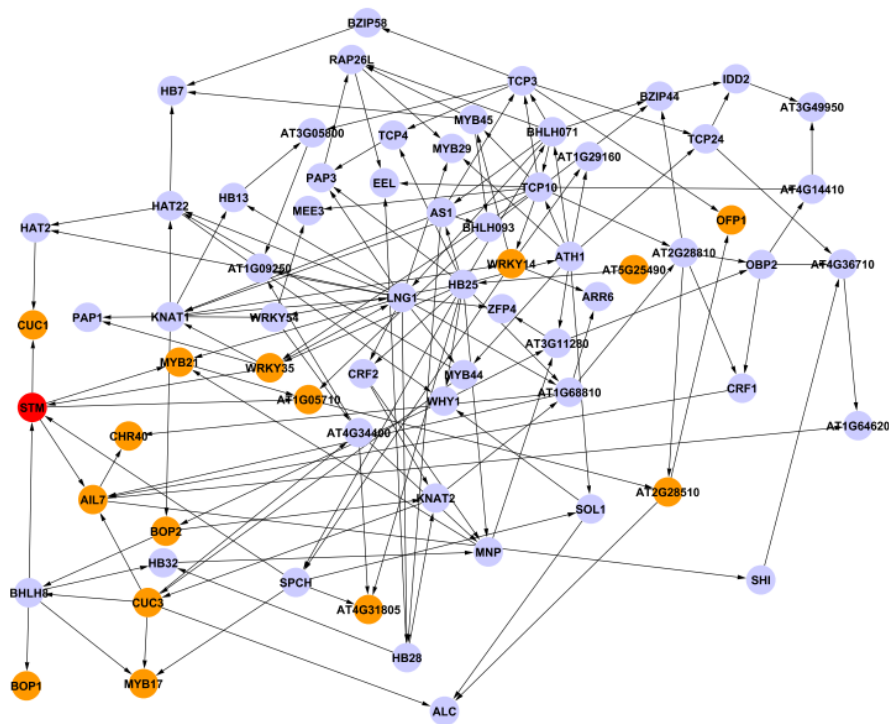 BZIP58
RAP26L
TCP3
IDD2
HB7
BZIP44
AT3G49950
MYB45
AT3G05800
TCP4
BHLH071
TCP24
MYB29
AT1G29160
PAP3
EEL
TCP10
AT4G14410
HB13
HAT22
MEE3
AS1
OFP1
HAT2
BHLH093
AT2G28810
WRKY14
ATH1
OBP2
AT4G36710
AT1G09250
AT5G25490
HB25
LNG1
ARR6
PAP1
KNAT1
WRKY54
ZFP4
CUC1
AT3G11280
MYB21
WRKY35
CRF2
MYB44
CRF1
AT1G68810
STM
AT1G05710
WHY1
AT1G64620
CHR40
AT4G34400
AIL7
KNAT2
AT2G28510
SOL1
BOP2
MNP
HB32
SPCH
SHI
BHLH8
CUC3
AT4G31805
HB28
BOP1
MYB17
ALC